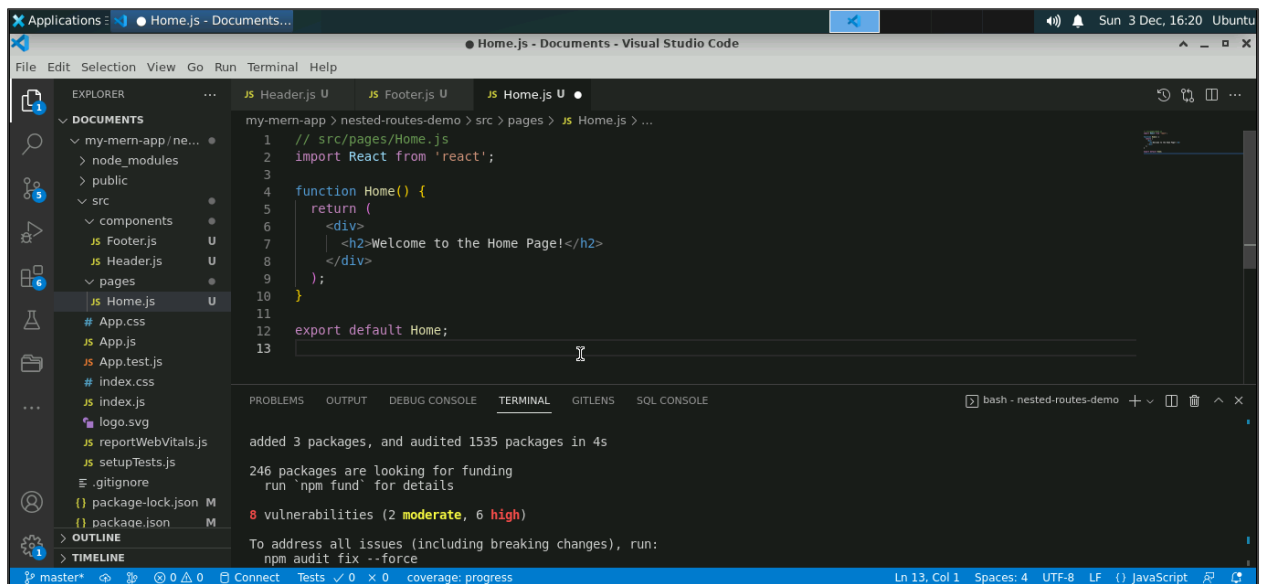 Applications
Home.js - Documents...
Sun 3 Dec, 16:20 Ubuntu
Home.js - Documents - Visual Studio Code
File Edit Selection View Go Run Terminal Help
EXPLORER ...
JS Header.js U JS Footer.js U JS Home.js U
DOCUMENTS
my-mern-app > nested-routes-demo > src > pages > JS Home.js > ...
my-mern-app/ne...
node_modules
public
src
components
JS Footer.js U
JS Header.js U
pages
JS Home.js U
# App.css
JS App.js
JS App.test.js
# index.css
JS index.js
logo.svg
JS reportWebVitals.js
JS setupTests.js
.gitignore
{} package-lock.json M
{} package.json M
OUTLINE
TIMELINE
1
5
6
1
1 // src/pages/Home.js
2 import React from 'react';
3
4 function Home() {
5 return (
6 <div>
7 <h2>Welcome to the Home Page!</h2>
8 </div>
9 );
10 }
11
12 export default Home;
13
PROBLEMS OUTPUT DEBUG CONSOLE TERMINAL GITLENS SQL CONSOLE
bash - nested-routes-demo
added 3 packages, and audited 1535 packages in 4s
246 packages are looking for funding
run `npm fund` for details
8 vulnerabilities (2 moderate, 6 high)
To address all issues (including breaking changes), run:
npm audit fix --force
master* 0 0 Connect Tests ✓ 0 × 0 coverage: progress
Ln 13, Col 1 Spaces: 4 UTF-8 LF {} JavaScript